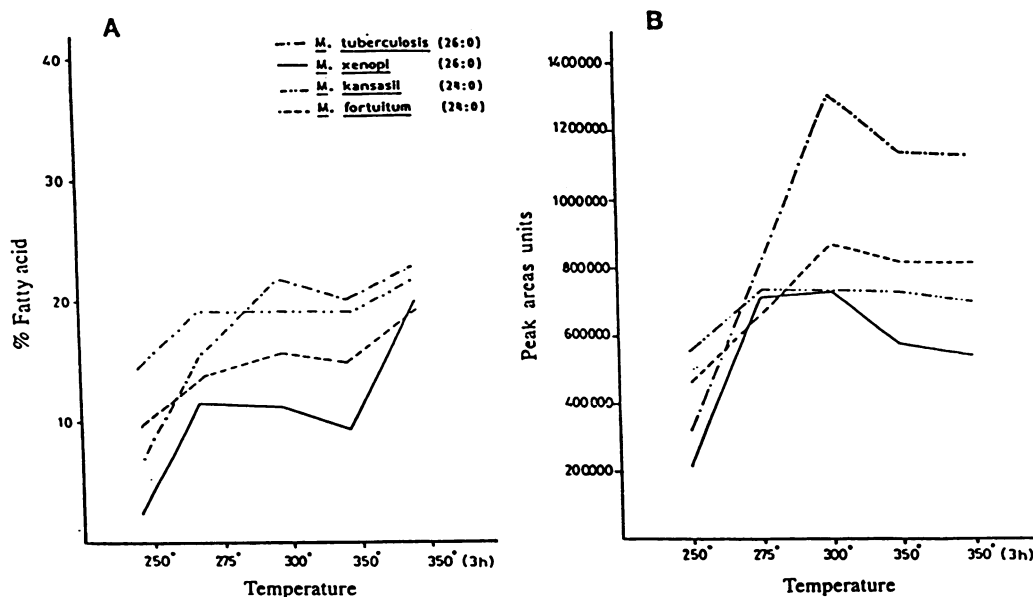 A
M. tuberculosis (26:0)
M. xenopi (26:0)
M. kansasii (24:0)
M. fortuitum (24:0)
40
30
20
10
% Fatty acid
250° 275° 300° 350° 350° (3h)
Temperature
B
1400000
1200000
1000000
800000
600000
400000
200000
Peak areas units
250° 275° 300° 350° 350° (3h)
Temperature